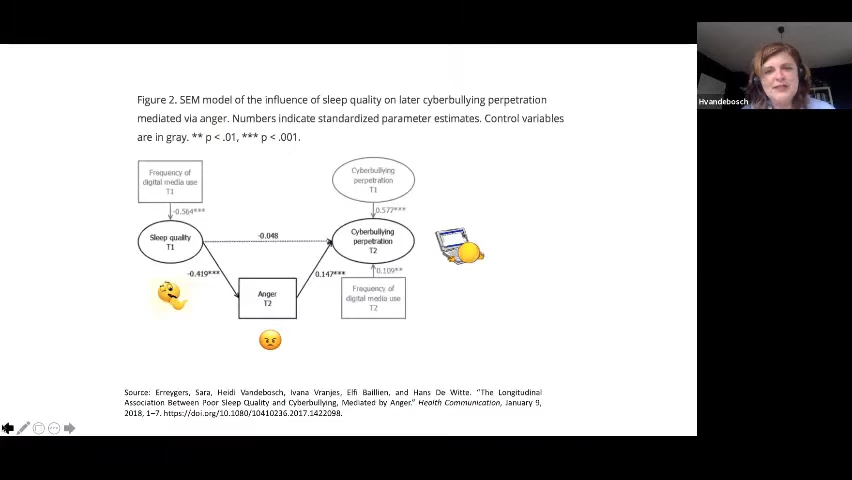 Figure 2. SEM model of the influence of sleep quality on later cyberbullying perpetration
mediated via anger. Numbers indicate standardized parameter estimates. Control variables
are in gray. ** p < .01, *** p < .001.
Hvandebosch
Frequency of
digital media use
T1
Cyberbullying
perpetration
T1
-0.564***
0.577***
Sleep quality
T1
-0.048
Cyberbullying
perpetration
T2
-0.419***
0.147***
0.109**
Anger
T2
Frequency of
digital media use
T2
Source: Erreygers, Sara, Heidi Vandebosch, Ivana Vranjes, Elfi Baillien, and Hans De Witte. “The Longitudinal
Association Between Poor Sleep Quality and Cyberbullying, Mediated by Anger.” Health Communication, January 9,
2018, 1–7. https://doi.org/10.1080/10410236.2017.1422098.